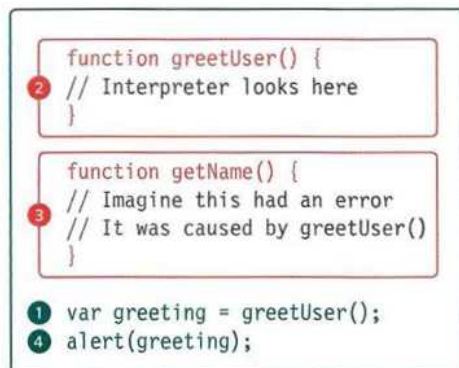 function greetUser() {
2 // Interpreter looks here
}
function getName() {
// Imagine this had an error
3 // It was caused by greetUser()
}
1 var greeting = greetUser();
4 alert(greeting);